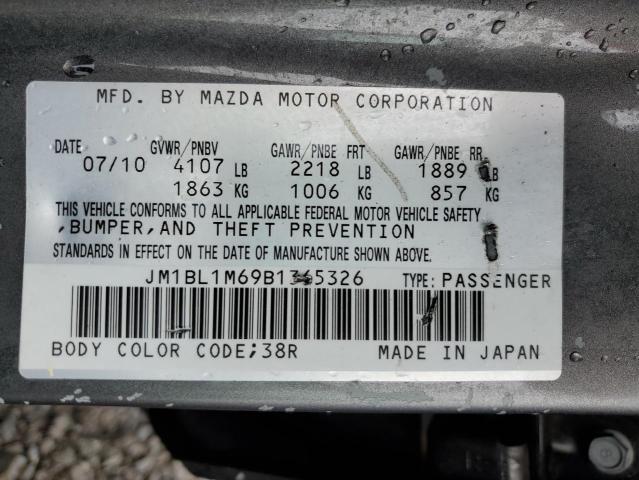 MFD. BY MAZDA MOTOR CORPORATION
DATE GVWR/PNBV GAWR/PNBE FRT GAWR/PNBE RR
07/10 4107 LB 2218 LB 1889 LB
1863 KG 1006 KG 857 KG
THIS VEHICLE CONFORMS TO ALL APPLICABLE FEDERAL MOTOR VEHICLE SAFETY
,BUMPER,AND THEFT PREVENTION
STANDARDS IN EFFECT ON THE DATE OF MANUFACTURE SHOWN ABOVE.
TYPE: PASSENGER
BODY COLOR CODE;38R MADE IN JAPAN